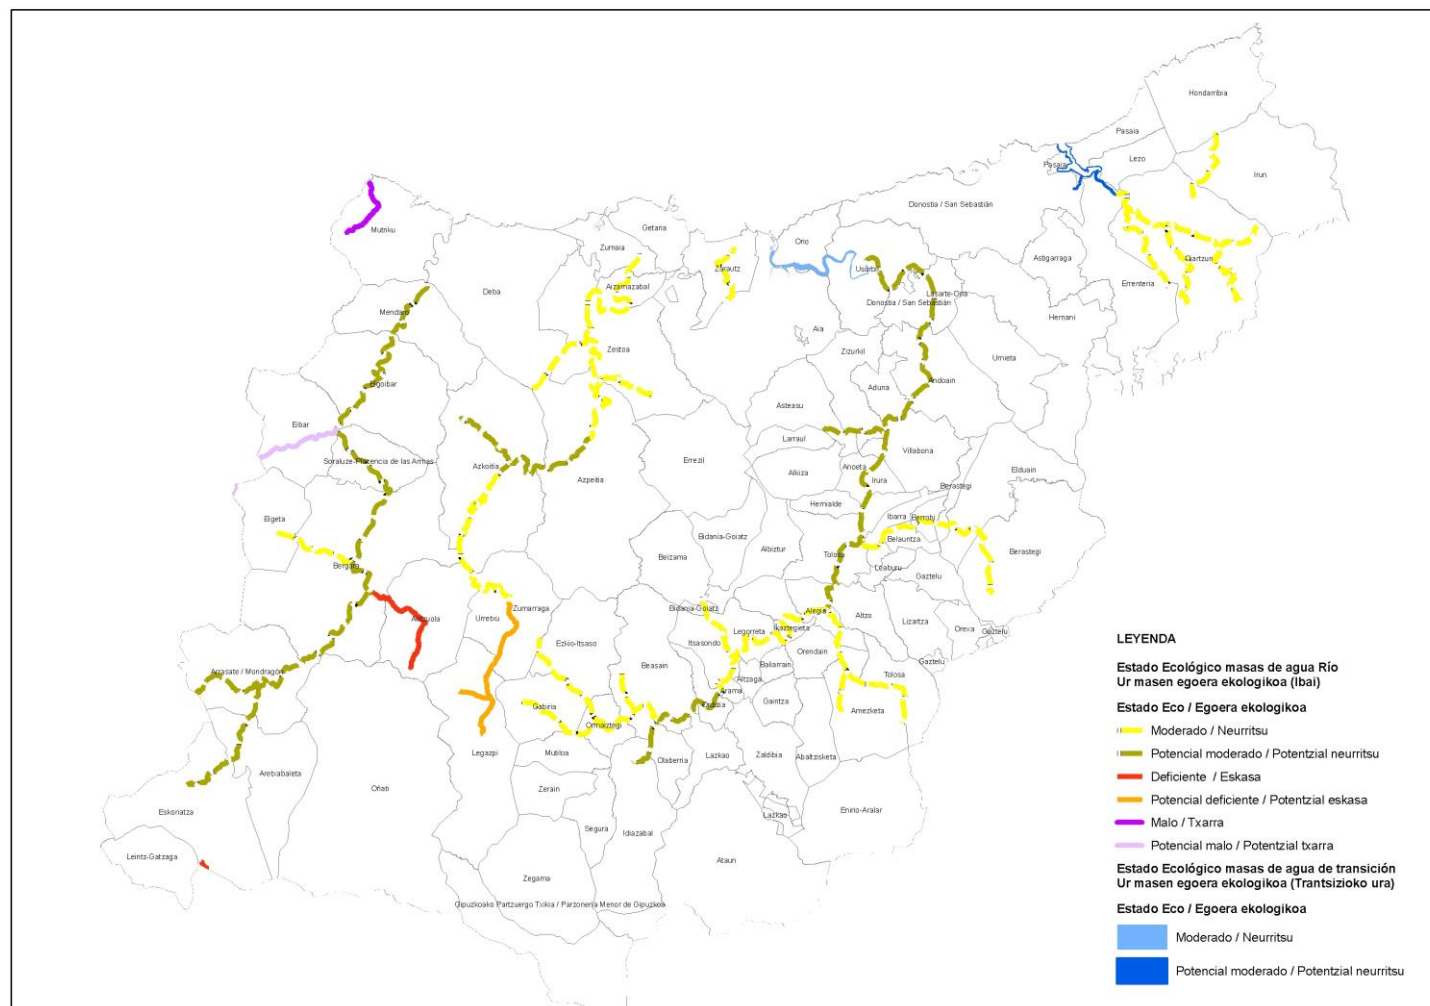 Hondarribia
Pasaia
Lezo
Pasaia
Irun
Donostia / San Sebastián
Mutriku
Getaria
Zumaia
Orio
Zarautz
Usurbil
Astigarraga
Oiartzun
Errenteria
Deba
Aizarnazabal
Lasarte-Oria
Donostia / San Sebastián
Hernani
Mendaro
Aia
Urnieta
Zestoa
Zizurkil
Elgoibar
Aduna
Andoain
Asteasu
Eibar
Larraul
Villabona
Soraluze-Placencia de las Armas
Azkoitia
Errezil
Anoeta
Alkiza
Irura
Elduain
Azpeitia
Berastegi
Hernialde
Elgeta
Ibarra
Berrobi
Bidania-Goiatz
Belauntza
Albiztur
Tolosa
Berastegi
Beizama
Bergara
Leaburu
Gaztelu
Antzuola
Urretxu
Zumarraga
Bidania-Goiatz
Alegia
Altzo
Lizartza
Ikaztegieta
Orexa
Gaztelu
Legorreta
Ezkio-Itsaso
Itsasondo
Orendain
Gaztelu
Beasain
Baliarrain
Arrasate / Mondragón
Altzaga
Tolosa
Arama
Gaintza
Gabiria
Amezketa
Ormaiztegi
Legazpi
Mutiloa
Olaberria
Lazkao
Zaldibia
Abaltzisketa
Aretxabaleta
Oñati
Zerain
Eskoriatza
Enirio-Aralar
Lazkao
Segura
Idiazabal
Leintz-Gatzaga
Ataun
Zegama
Gipuzkoako Partzuergo Txikia / Parzonería Menor de Gipuzkoa
LEYENDA
Estado Ecológico masas de agua Río
Ur masen egoera ekologikoa (Ibai)
Estado Eco / Egoera ekologikoa
Moderado / Neurritsu
Potencial moderado / Potentzial neurritsu
Deficiente / Eskasa
Potencial deficiente / Potentzial eskasa
Malo / Txarra
Potencial malo / Potentzial txarra
Estado Ecológico masas de agua de transición
Ur masen egoera ekologikoa (Trantsizioko ura)
Estado Eco / Egoera ekologikoa
Moderado / Neurritsu
Potencial moderado / Potentzial neurritsu